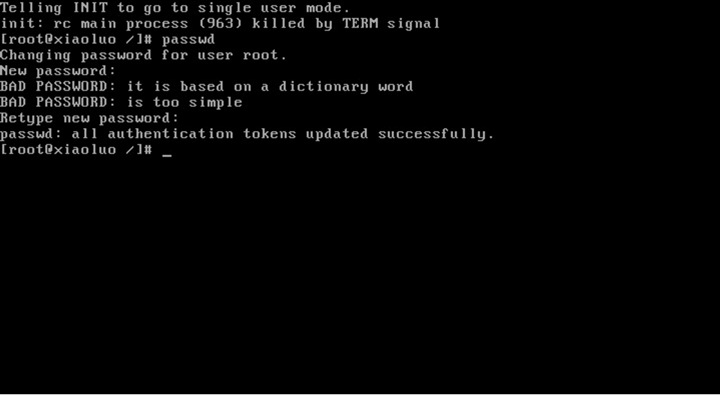 Telling INIT to go to single user mode.
init: rc main process (963) killed by TERM signal
[root@xiaoluo /]# passwd
Changing password for user root.
New password:
BAD PASSWORD: it is based on a dictionary word
BAD PASSWORD: is too simple
Retype new password:
passwd: all authentication tokens updated successfully.
[root@xiaoluo /]# _